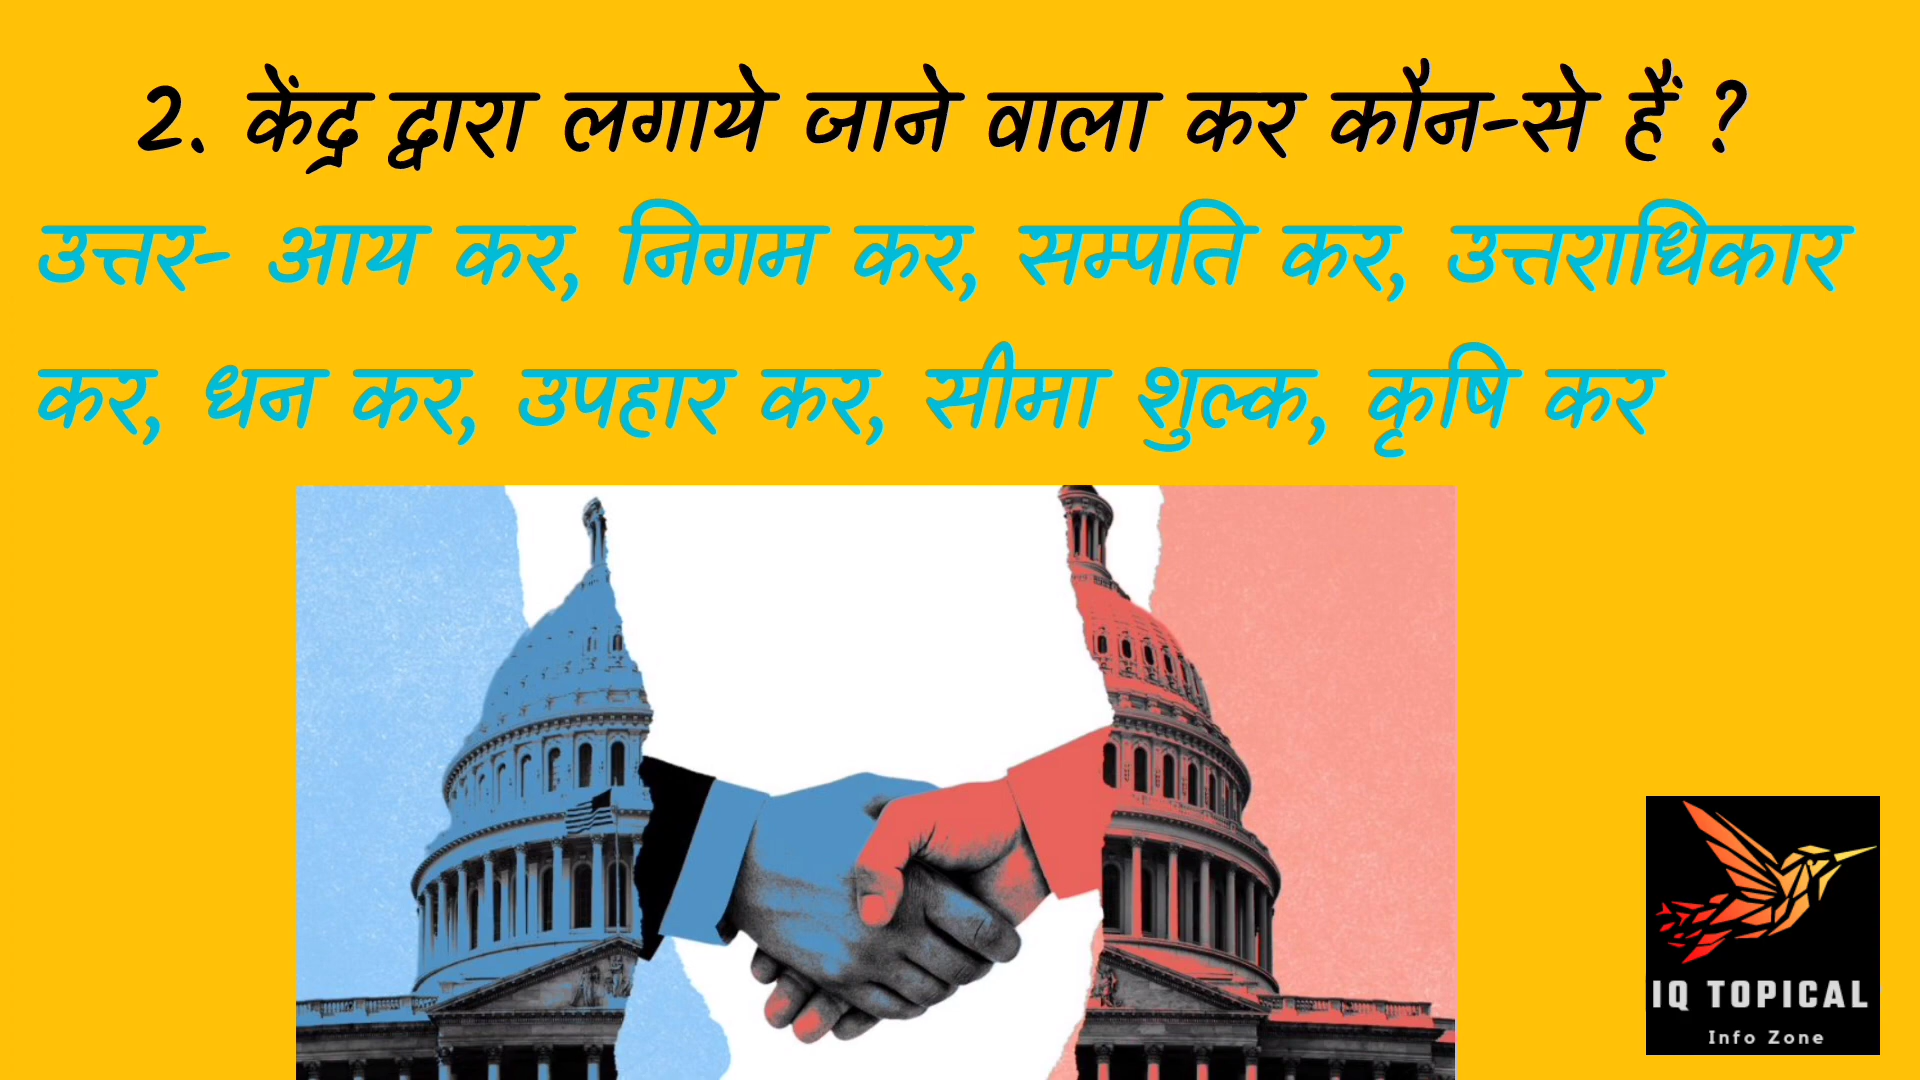 2. केंद्र द्वारा लगाये जाने वाला कर कौन-से हैं ?
उत्तर- आय कर, निगम कर, सम्पति कर, उत्तराधिकार
कर, धन कर, उपहार कर, सीमा शुल्क, कृषि कर
IQ TOPICAL
Info Zone